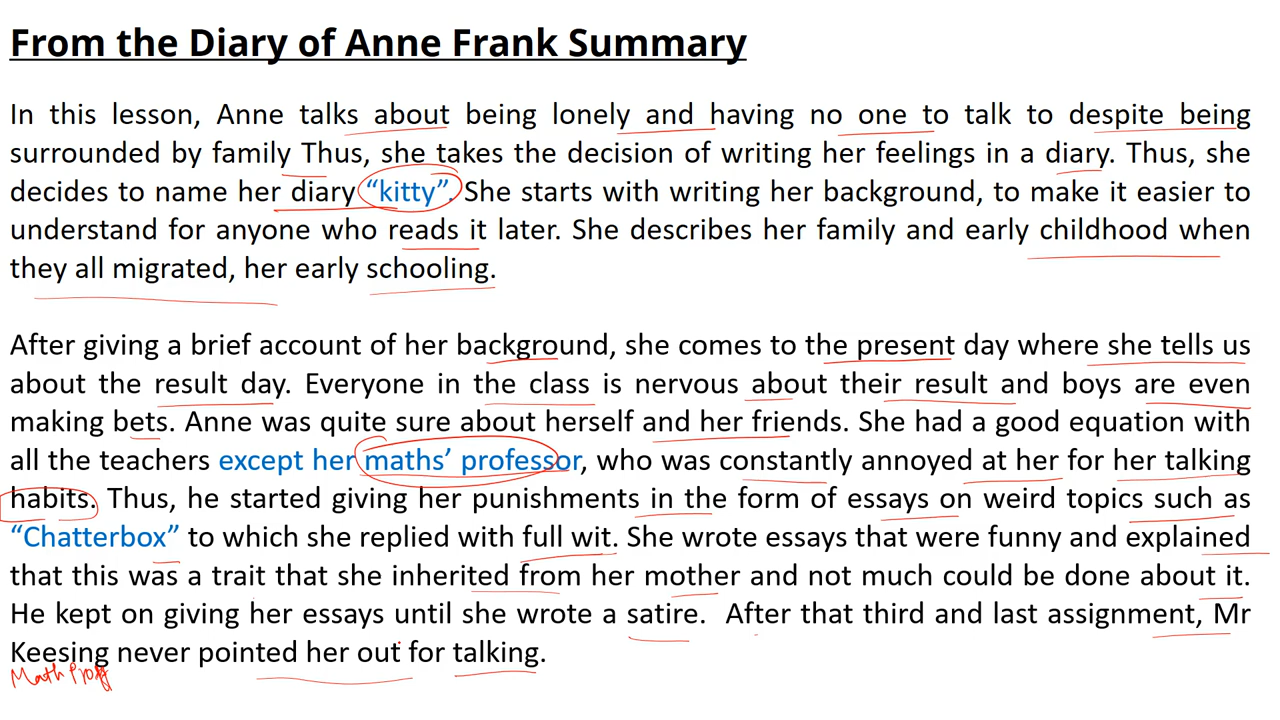 From the Diary of Anne Frank Summary
In this lesson, Anne talks about being lonely and having no one to talk to despite being
surrounded by family Thus, she takes the decision of writing her feelings in a diary. Thus, she
decides to name her diary “kitty”. She starts with writing her background, to make it easier to
understand for anyone who reads it later. She describes her family and early childhood when
they all migrated, her early schooling.
After giving a brief account of her background, she comes to the present day where she tells us
about the result day. Everyone in the class is nervous about their result and boys are even
making bets. Anne was quite sure about herself and her friends. She had a good equation with
all the teachers except her maths’ professor, who was constantly annoyed at her for her talking
habits. Thus, he started giving her punishments in the form of essays on weird topics such as
“Chatterbox” to which she replied with full wit. She wrote essays that were funny and explained
that this was a trait that she inherited from her mother and not much could be done about it.
He kept on giving her essays until she wrote a satire. After that third and last assignment, Mr
Keesing never pointed her out for talking.
Math Proff